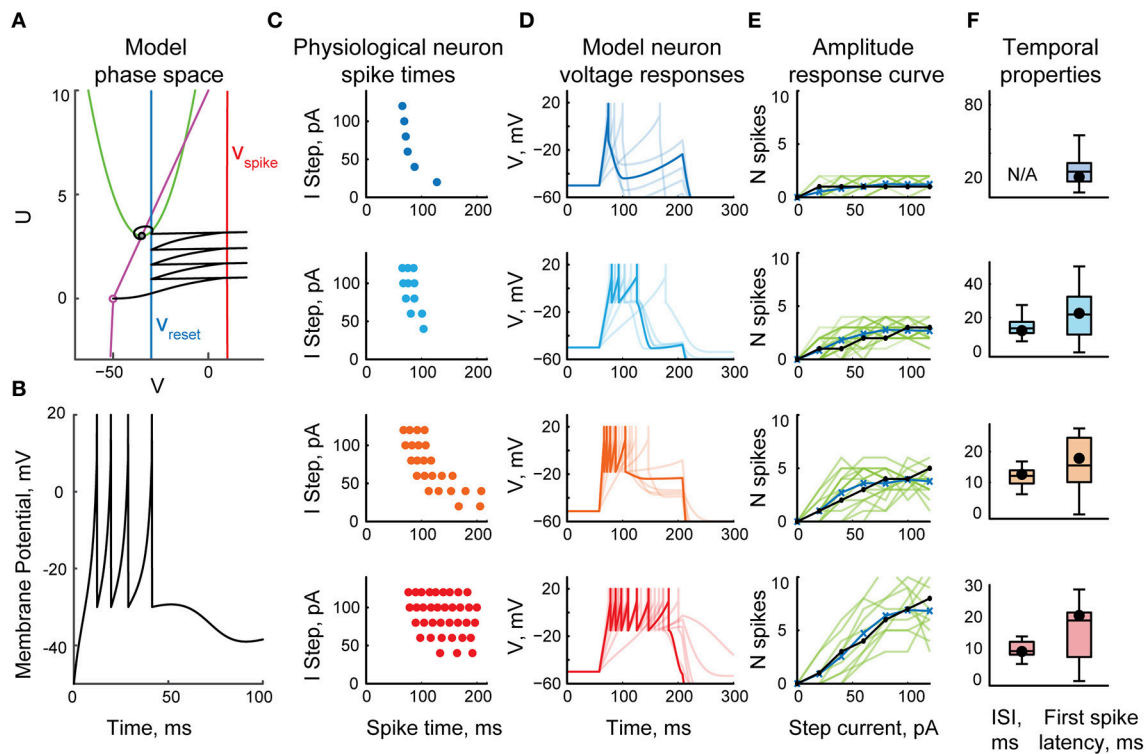 A
Model
phase space
10
5
0
U
−50
0
V
V spike
V reset
B
20
0
-20
-40
Membrane Potential, mV
0
50
100
Time, ms
C
Physiological neuron
spike times
I Step, pA
100
50
0
0
100
200
I Step, pA
100
50
0
0
100
200
I Step, pA
100
50
0
0
100
200
I Step, pA
100
50
0
0
100
200
Spike time, ms
D
Model neuron
voltage responses
V, mV
20
−20
−60
0
100
200
300
V, mV
20
−20
−60
0
100
200
300
V, mV
20
−20
−60
0
100
200
300
V, mV
20
−20
−60
0
100
200
300
Time, ms
E
Amplitude
response curve
N spikes
10
5
0
0
50
100
N spikes
10
5
0
0
50
100
N spikes
10
5
0
0
50
100
N spikes
10
5
0
0
50
100
Step current, pA
F
Temporal
properties
80
20
N/A
40
20
0
20
10
0
30
20
10
0
ISI,
ms
First spike
latency, ms